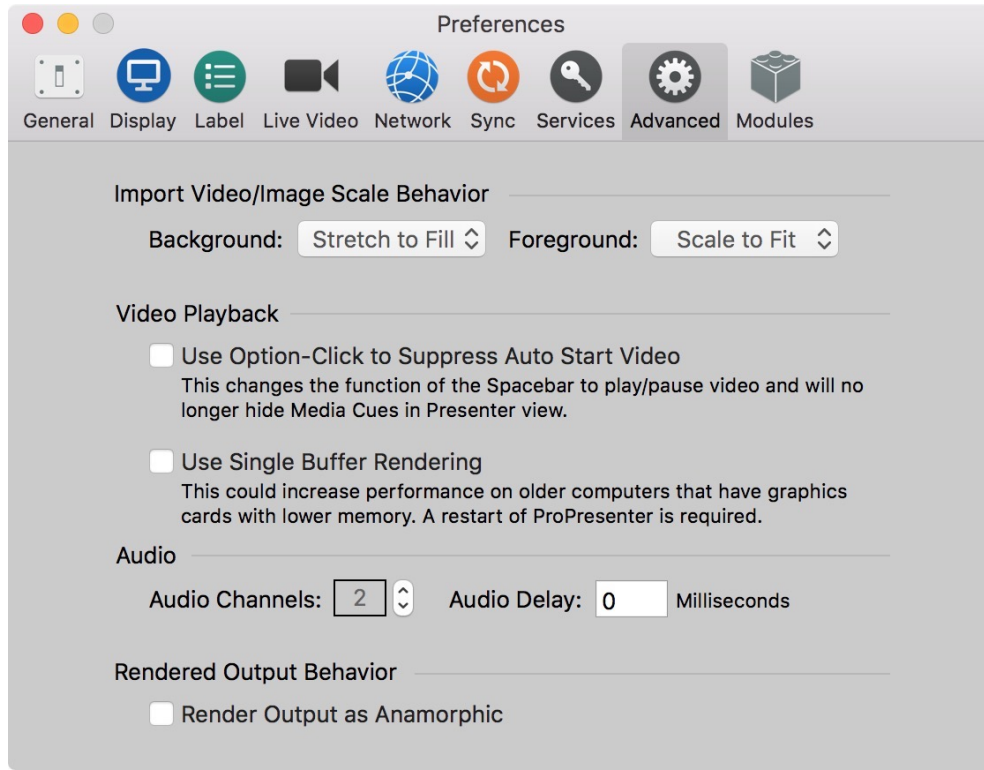 Preferences
General Display Label Live Video Network Sync Services Advanced Modules
Import Video/Image Scale Behavior
Background: Stretch to Fill Foreground: Scale to Fit
Video Playback
Use Option-Click to Suppress Auto Start Video
This changes the function of the Spacebar to play/pause video and will no
longer hide Media Cues in Presenter view.
Use Single Buffer Rendering
This could increase performance on older computers that have graphics
cards with lower memory. A restart of ProPresenter is required.
Audio
Audio Channels: 2 Audio Delay: 0 Milliseconds
Rendered Output Behavior
Render Output as Anamorphic